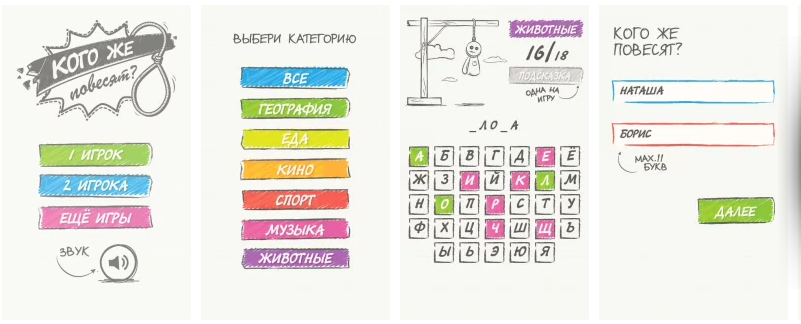 КОГО ЖЕ
повесят?
1 ИГРОК
2 ИГРОКА
ЕЩЁ ИГРЫ
ЗВУК
ВЫБЕРИ КАТЕГОРИЮ
ВСЕ
ГЕОГРАФИЯ
ЕДА
КИНО
СПОРТ
МУЗЫКА
ЖИВОТНЫЕ
ЖИВОТНЫЕ
16/18
ПОДСКАЗКА
ОДНА НА
ИГРУ
_ЛО_А
А Б В Г Д Е Ё
Ж З И Й К Л М
Н О П Р С Т У
Ф Х Ц Ч Ш Щ Ъ
Ы Ь Э Ю Я
КОГО ЖЕ
ПОВЕСЯТ?
НАТАША
БОРИС
MAX.11
БУКВ
ДАЛЕЕ